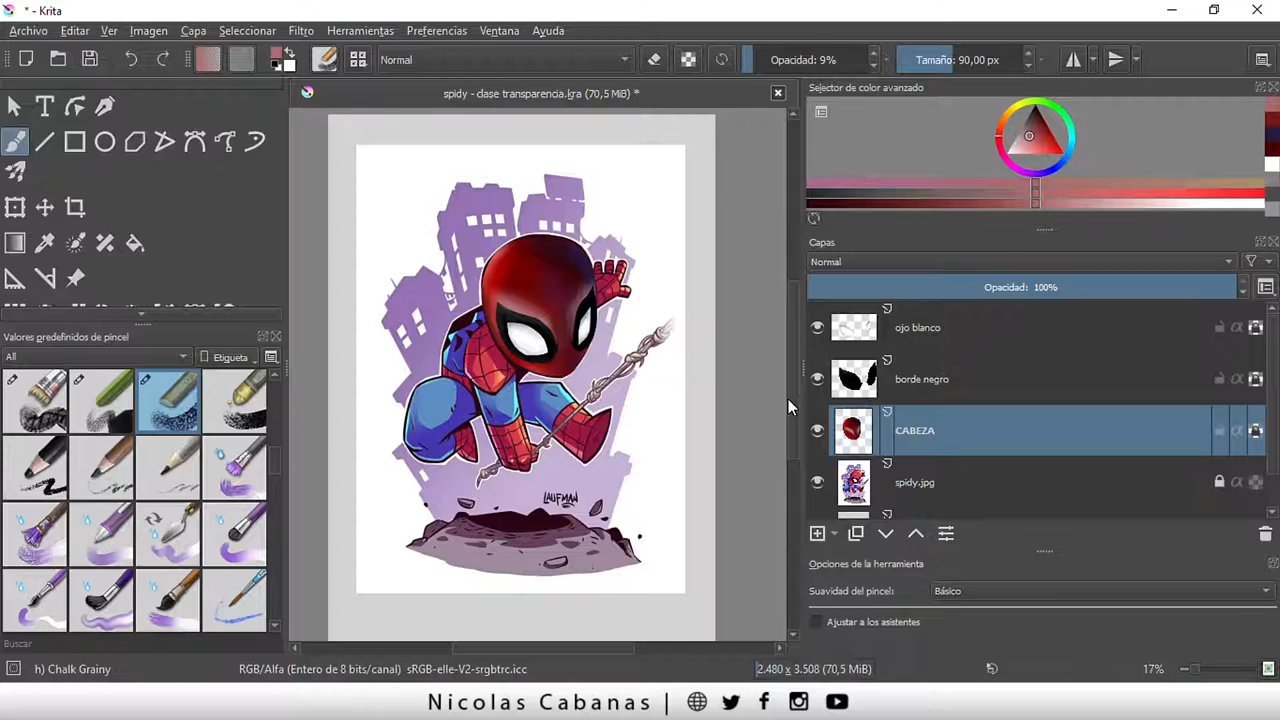 * - Krita
Archivo Editar Ver Imagen Capa Seleccionar Filtro Herramientas Preferencias Ventana Ayuda
Normal Opacidad: 9% Tamaño: 90,00 px
spidy - clase transparencia.kra (70,5 MiB) *
Selector de color avanzado
Capas
Normal
Opacidad: 100%
ojo blanco
borde negro
CABEZA
spidy.jpg
Valores predefinidos de pincel
All Etiqueta
LAUFMAN
Opciones de la herramienta
Suavidad del pincel: Básico
Ajustar a los asistentes
Buscar
h) Chalk Grainy RGB/Alfa (Entero de 8 bits/canal) sRGB-elle-V2-srgbtrc.icc 2.480 x 3.508 (70,5 MiB) 17%
Nicolas Cabanas |